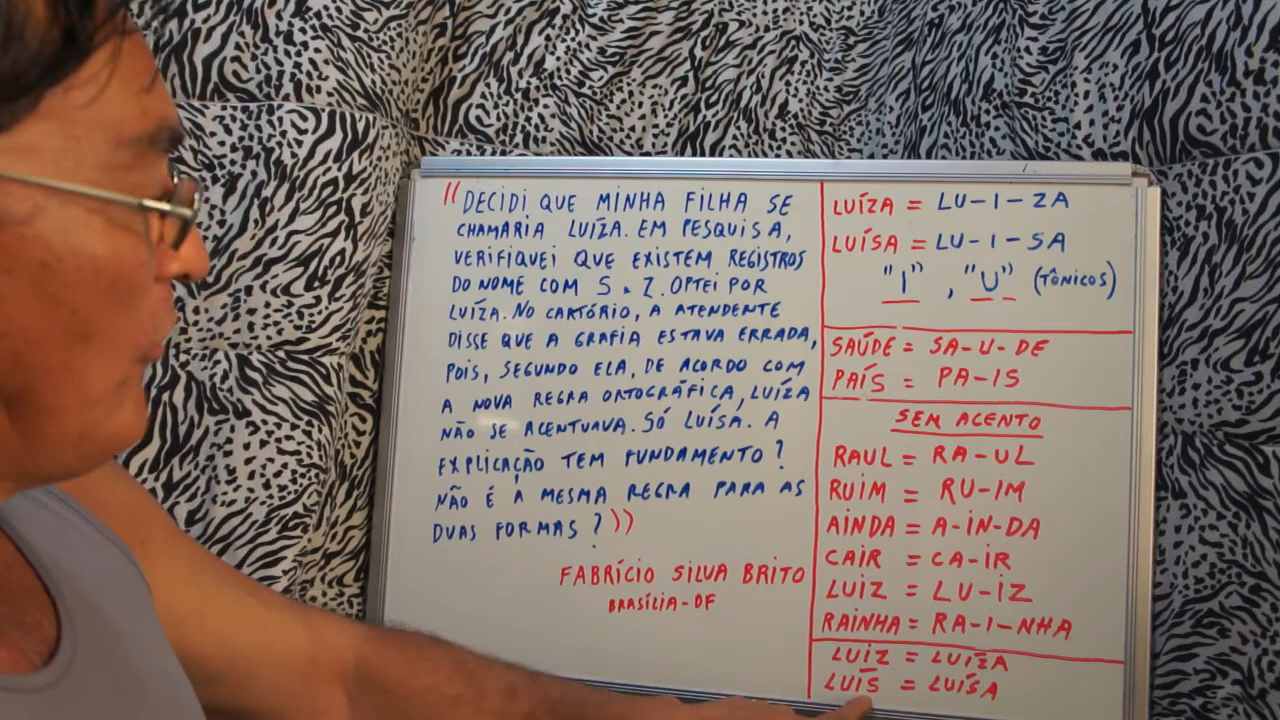 "DECIDI QUE MINHA FILHA SE
CHAMARIA LUÍZA. EM PESQUISA,
VERIFIQUEI QUE EXISTEM REGISTROS
DO NOME COM S e Z. OPTEI POR
LUÍZA. NO CARTÓRIO, A ATENDENTE
DISSE QUE A GRAFIA ESTAVA ERRADA,
POIS, SEGUNDO ELA, DE ACORDO COM
A NOVA REGRA ORTOGRÁFICA, LUÍZA
NÃO SE ACENTUAVA. SÓ LUÍSA. A
EXPLICAÇÃO TEM FUNDAMENTO?
NÃO É A MESMA REGRA PARA AS
DUAS FORMAS?"
FABRÍCIO SILVA BRITO
BRASÍLIA-DF
LUÍZA = LU-I-ZA
LUÍSA = LU-I-SA
"I", "U" (TÔNICOS)
SAÚDE = SA-U-DE
PAÍS = PA-IS
SEM ACENTO
RAUL = RA-UL
RUIM = RU-IM
AINDA = A-IN-DA
CAIR = CA-IR
LUIZ = LU-IZ
RAINHA = RA-I-NHA
LUIZ = LUÍZA
LUÍS = LUÍSA